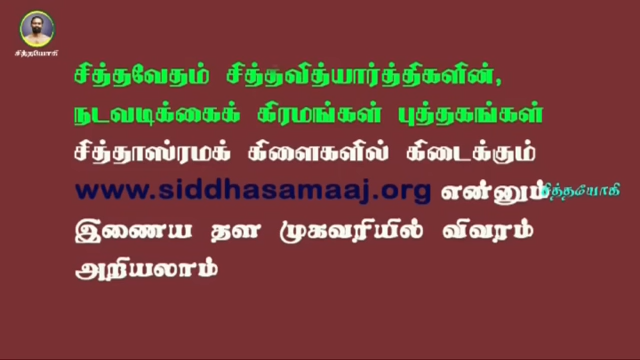 சித்தயோகி
சித்தவேதம் சித்தவித்யார்த்திகளின்,
நடவடிக்கைக் கிரமங்கள் புத்தகங்கள்
சித்தாஸ்ரமக் கிளைகளில் கிடைக்கும்
www.siddhasamaaj.org என்னும்
சித்தயோகி
இணைய தள முகவரியில் விவரம்
அறியலாம்